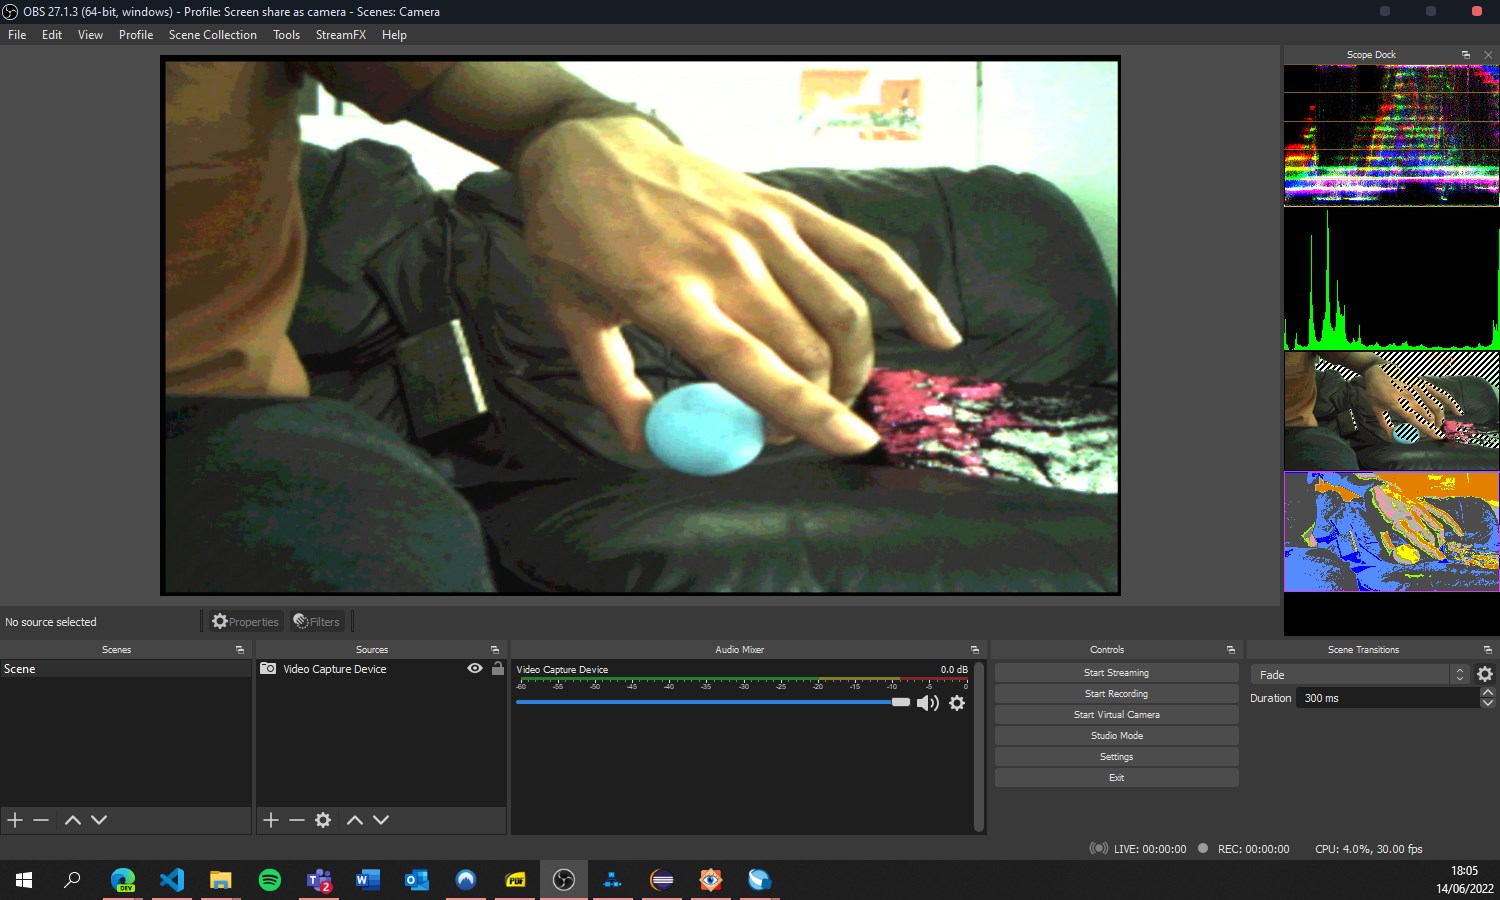 OBS 27.1.3 (64-bit, windows) - Profile: Screen share as camera - Scenes: Camera
File Edit View Profile Scene Collection Tools StreamFX Help
Scope Dock
No source selected
Properties
Filters
Scenes
Scene
Sources
Video Capture Device
Audio Mixer
Video Capture Device 0.0 dB
-60 -55 -50 -45 -40 -35 -30 -25 -20 -15 -10 -5 0
Controls
Start Streaming
Start Recording
Start Virtual Camera
Studio Mode
Settings
Exit
Scene Transitions
Fade
Duration 300 ms
LIVE: 00:00:00 REC: 00:00:00 CPU: 4.0%, 30.00 fps
DEV
T
2
W
O
PDF
18:05
14/06/2022